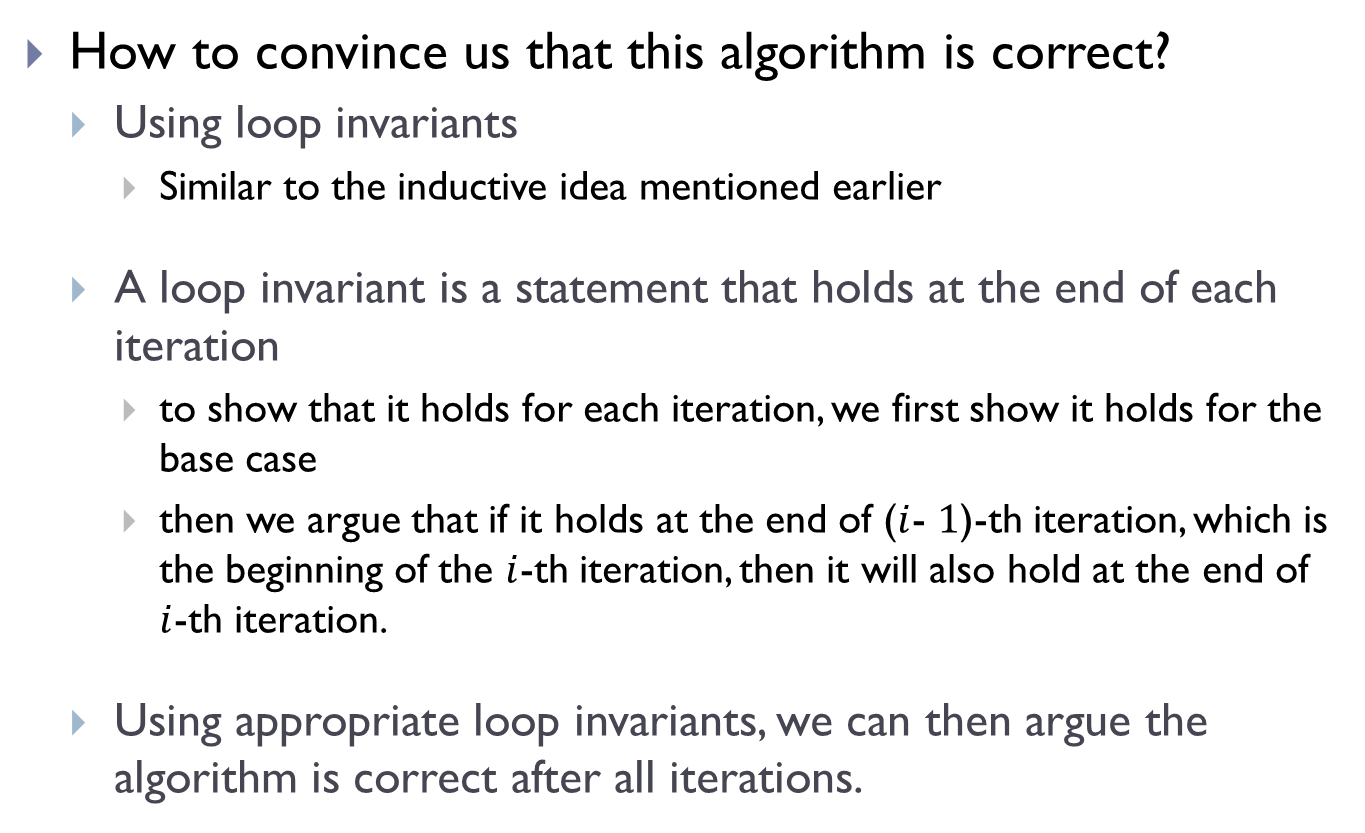 How to convince us that this algorithm is correct?
Using loop invariants
Similar to the inductive idea mentioned earlier
A loop invariant is a statement that holds at the end of each
iteration
to show that it holds for each iteration, we first show it holds for the
base case
then we argue that if it holds at the end of (i- 1)-th iteration, which is
the beginning of the i-th iteration, then it will also hold at the end of
i-th iteration.
Using appropriate loop invariants, we can then argue the
algorithm is correct after all iterations.